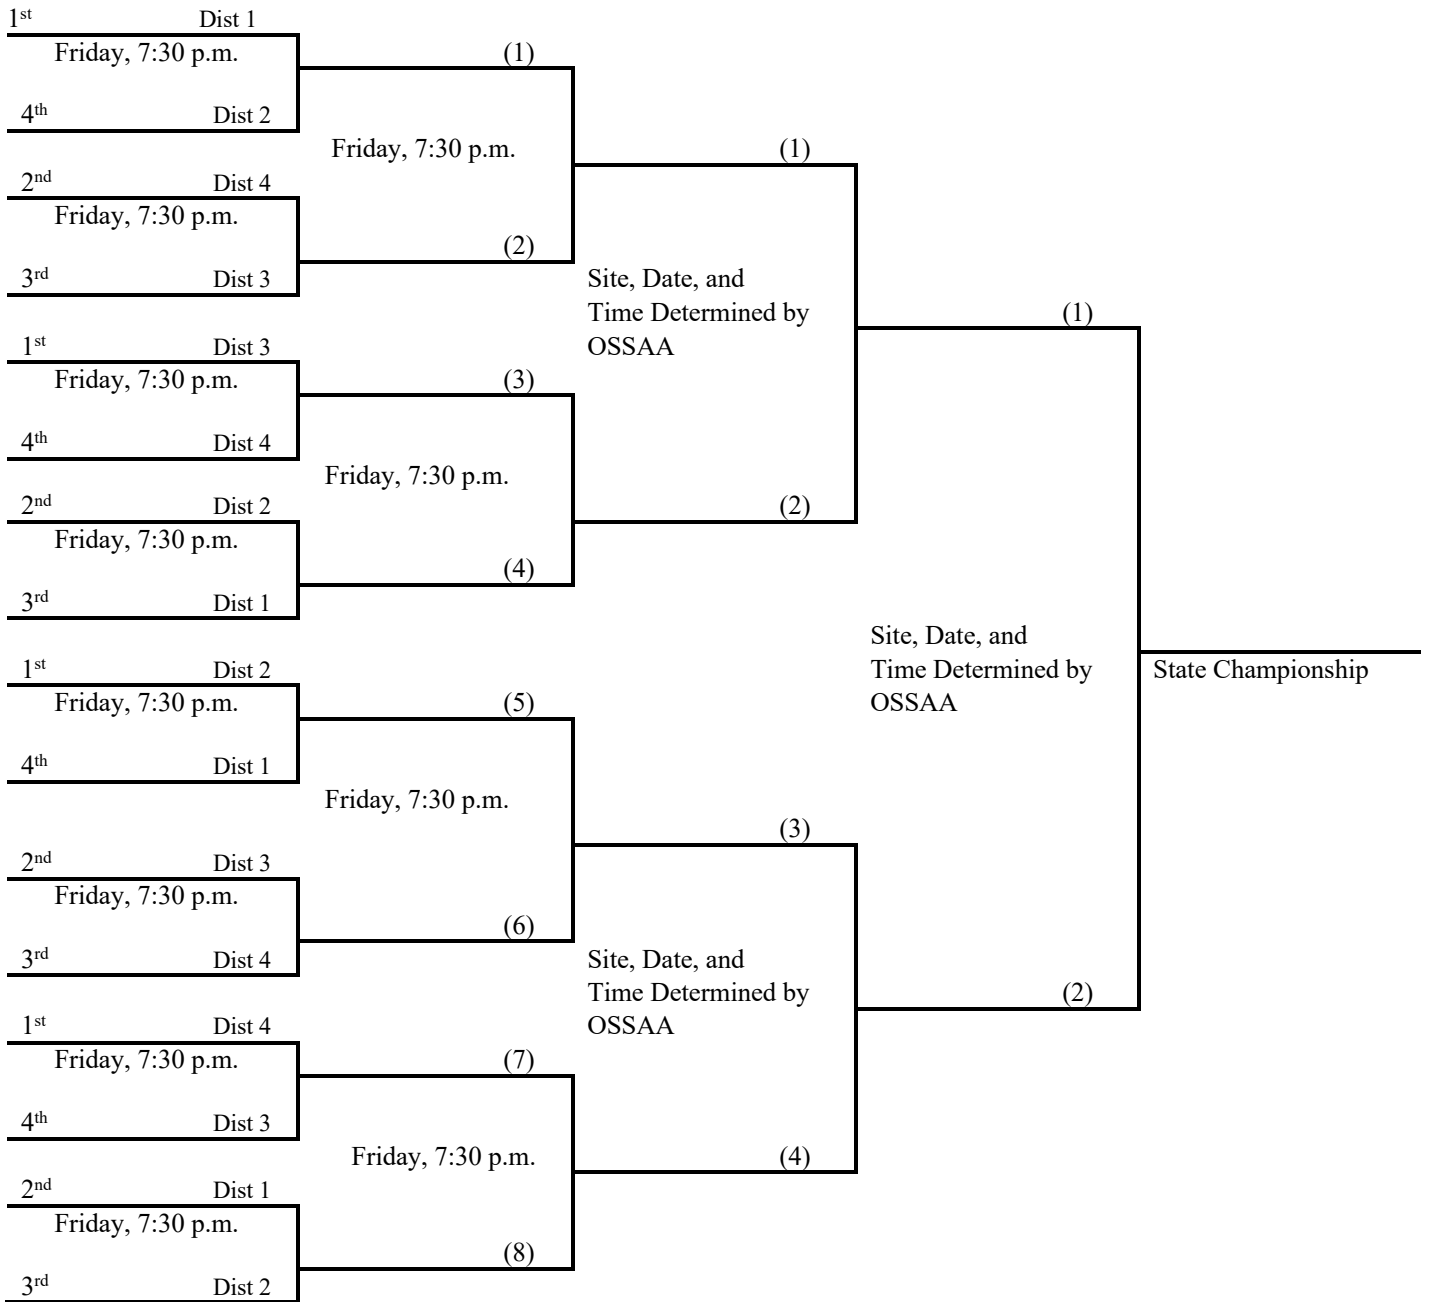 1st Dist 1
Friday, 7:30 p.m.
(1)
4th Dist 2
Friday, 7:30 p.m.
(1)
2nd Dist 4
Friday, 7:30 p.m.
(2)
3rd Dist 3
Site, Date, and
Time Determined by
OSSAA
(1)
1st Dist 3
Friday, 7:30 p.m.
(3)
4th Dist 4
Friday, 7:30 p.m.
(2)
2nd Dist 2
Friday, 7:30 p.m.
(4)
3rd Dist 1
Site, Date, and
Time Determined by
OSSAA
State Championship
1st Dist 2
Friday, 7:30 p.m.
(5)
4th Dist 1
Friday, 7:30 p.m.
(3)
2nd Dist 3
Friday, 7:30 p.m.
(6)
3rd Dist 4
Site, Date, and
Time Determined by
OSSAA
(2)
1st Dist 4
Friday, 7:30 p.m.
(7)
4th Dist 3
Friday, 7:30 p.m.
(4)
2nd Dist 1
Friday, 7:30 p.m.
(8)
3rd Dist 2